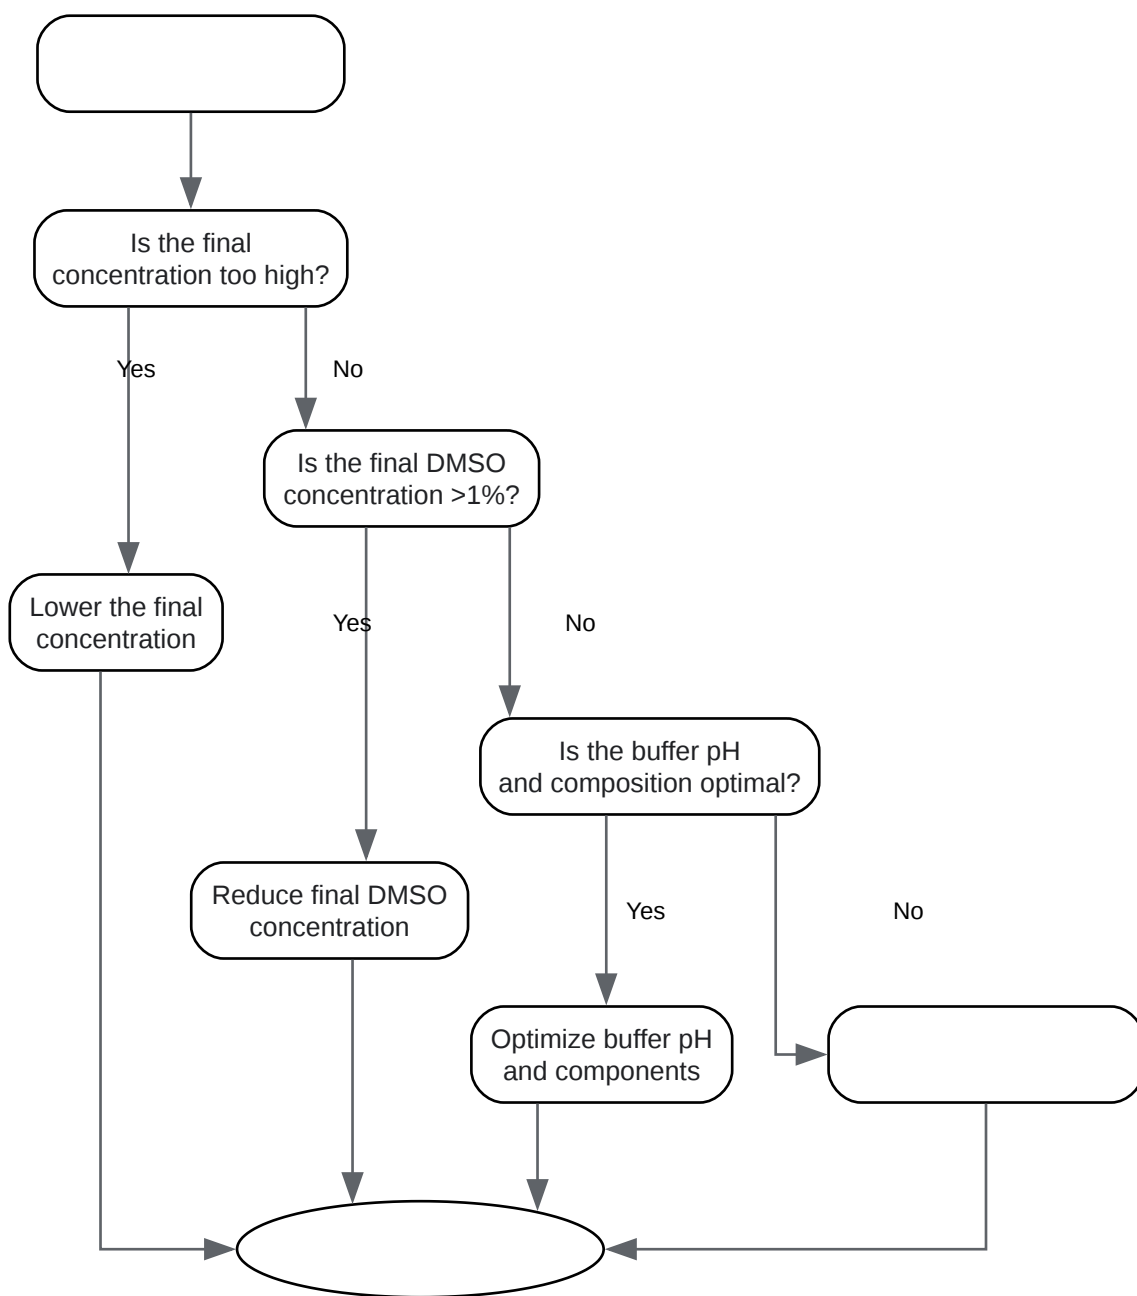 Is the final
concentration too high?
Yes
No
Is the final DMSO
concentration >1%?
Lower the final
concentration
Yes
No
Is the buffer pH
and composition optimal?
Reduce final DMSO
concentration
Yes
No
Optimize buffer pH
and components